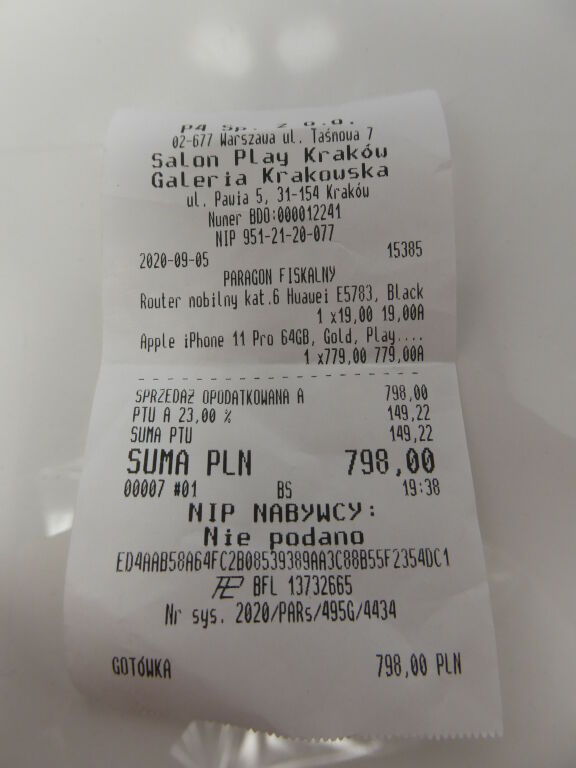 P4 Sp. z o.o.
02-677 Warszawa ul. Taśmowa 7
Salon Play Kraków
Galeria Krakowska
ul. Pawia 5, 31-154 Kraków
Numer BDO:000012241
NIP 951-21-20-077
2020-09-05 15385
PARAGON FISKALNY
Router mobilny kat.6 Huawei E5783, Black
1 x19,00 19,00A
Apple iPhone 11 Pro 64GB, Gold, Play....
1 x779,00 779,00A
SPRZEDAŻ OPODATKOWANA A 798,00
PTU A 23,00 % 149,22
SUMA PTU 149,22
SUMA PLN 798,00
00007 #01 BS 19:38
NIP NABYWCY:
Nie podano
ED4AAB58A64FC2B08539389AA3C88B55F2354DC1
BFL 13732665
Nr sys. 2020/PARs/495G/4434
GOTÓWKA 798,00 PLN